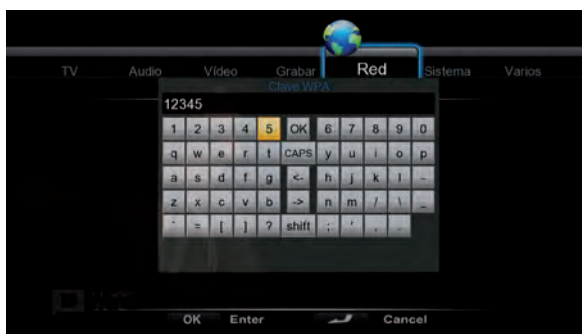 TV Audio Vídeo Grabar Red Sistema Varios
Clave WPA
12345
1 2 3 4 5 OK 6 7 8 9 0
q w e r t CAPS y u i o p
a s d f g <- h j k l -
z x c v b -> n m / \ _
` = [ ] ? shift ; ' , .
OK Enter Cancel